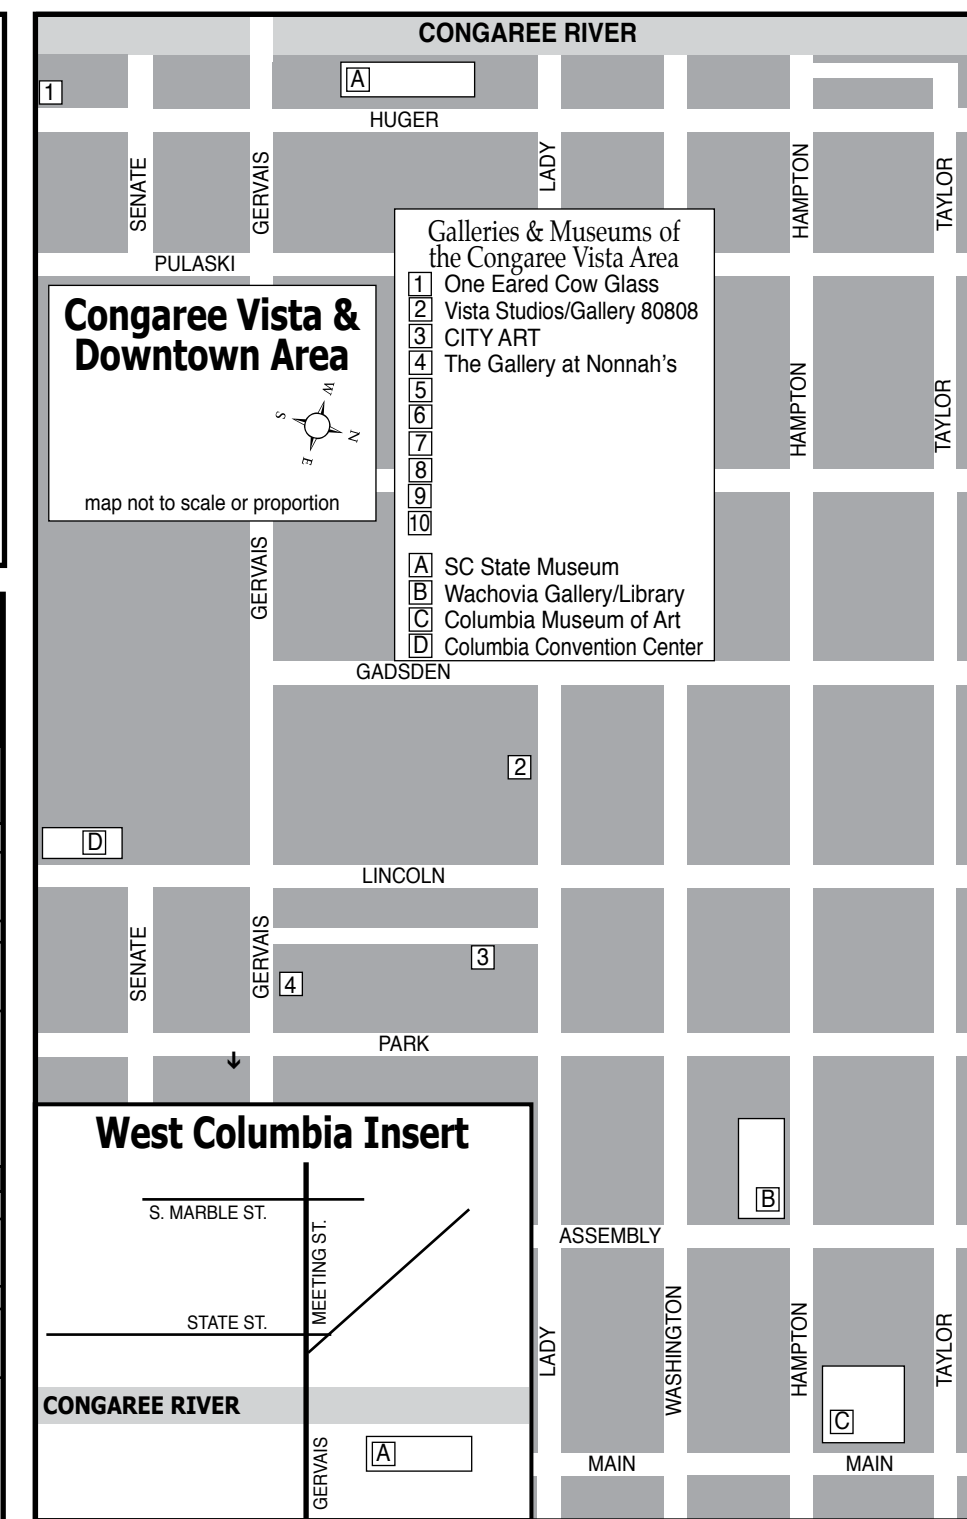 CONGAREE RIVER
1
A
HUGER
SENATE
GERVAIS
LADY
HAMPTON
TAYLOR
PULASKI
Galleries & Museums of
the Congaree Vista Area
1 One Eared Cow Glass
2 Vista Studios/Gallery 80808
3 CITY ART
4 The Gallery at Nonnah's
5
6
7
8
9
10
A SC State Museum
B Wachovia Gallery/Library
C Columbia Museum of Art
D Columbia Convention Center
Congaree Vista &
Downtown Area
W
S
N
E
map not to scale or proportion
HAMPTON
TAYLOR
GERVAIS
GADSDEN
2
D
LINCOLN
SENATE
GERVAIS
3
4
PARK
West Columbia Insert
S. MARBLE ST.
MEETING ST.
STATE ST.
CONGAREE RIVER
GERVAIS
A
B
ASSEMBLY
LADY
WASHINGTON
HAMPTON
TAYLOR
C
MAIN
MAIN